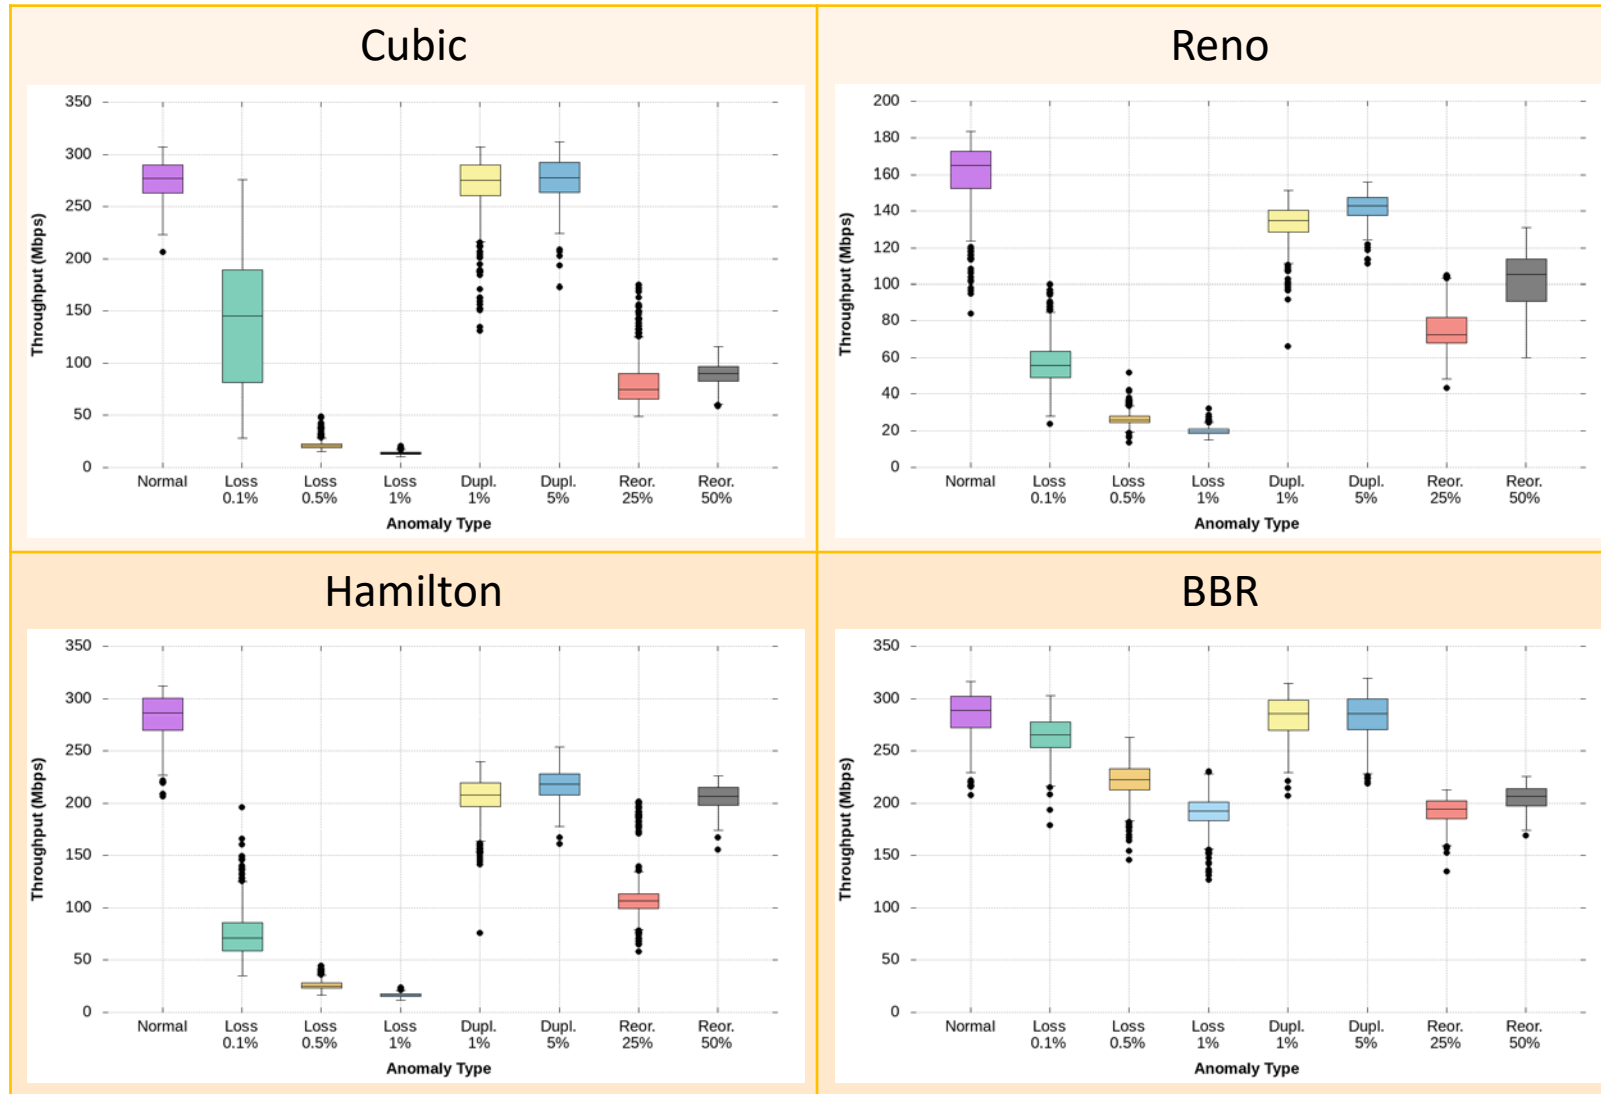 Cubic
350
300
250
200
150
100
50
0
Throughput (Mbps)
Normal Loss Loss Loss Dupl. Dupl. Reor. Reor.
0.1% 0.5% 1% 1% 5% 25% 50%
Anomaly Type
Reno
200
180
160
140
120
100
80
60
40
20
0
Throughput (Mbps)
Normal Loss Loss Loss Dupl. Dupl. Reor. Reor.
0.1% 0.5% 1% 1% 5% 25% 50%
Anomaly Type
Hamilton
350
300
250
200
150
100
50
0
Throughput (Mbps)
Normal Loss Loss Loss Dupl. Dupl. Reor. Reor.
0.1% 0.5% 1% 1% 5% 25% 50%
Anomaly Type
BBR
350
300
250
200
150
100
50
0
Throughput (Mbps)
Normal Loss Loss Loss Dupl. Dupl. Reor. Reor.
0.1% 0.5% 1% 1% 5% 25% 50%
Anomaly Type